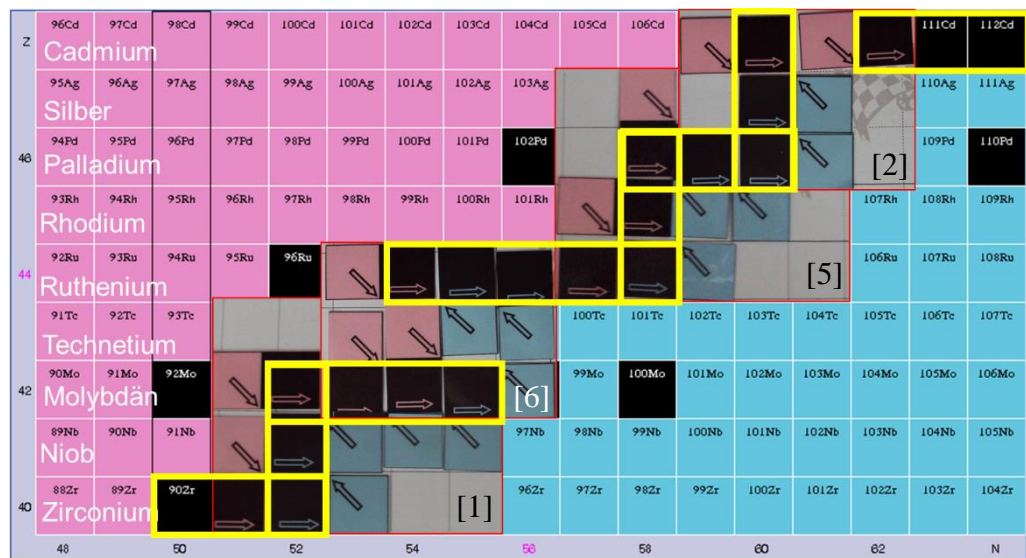 96Cd 97Cd 98Cd 99Cd 100Cd 101Cd 102Cd 103Cd 104Cd 105Cd 106Cd 111Cd 112Cd
Z Cadmium
95Ag 96Ag 97Ag 98Ag 99Ag 100Ag 101Ag 102Ag 103Ag 110Ag 111Ag
Silber
94Pd 95Pd 96Pd 97Pd 98Pd 99Pd 100Pd 101Pd 102Pd 109Pd 110Pd
46 Palladium [2]
93Rh 94Rh 95Rh 96Rh 97Rh 98Rh 99Rh 100Rh 101Rh 107Rh 108Rh 109Rh
Rhodium
92Ru 93Ru 94Ru 95Ru 96Ru 106Ru 107Ru 108Ru
44 Ruthenium [5]
91Tc 92Tc 93Tc 100Tc 101Tc 102Tc 103Tc 104Tc 105Tc 106Tc 107Tc
Technetium
90Mo 91Mo 92Mo 99Mo 100Mo 101Mo 102Mo 103Mo 104Mo 105Mo 106Mo
42 Molybdän [6]
89Nb 90Nb 91Nb 97Nb 98Nb 99Nb 100Nb 101Nb 102Nb 103Nb 104Nb 105Nb
Niob
88Zr 89Zr 90Zr 96Zr 97Zr 98Zr 99Zr 100Zr 101Zr 102Zr 103Zr 104Zr
40 Zirconium [1]
48 50 52 54 56 58 60 62 N